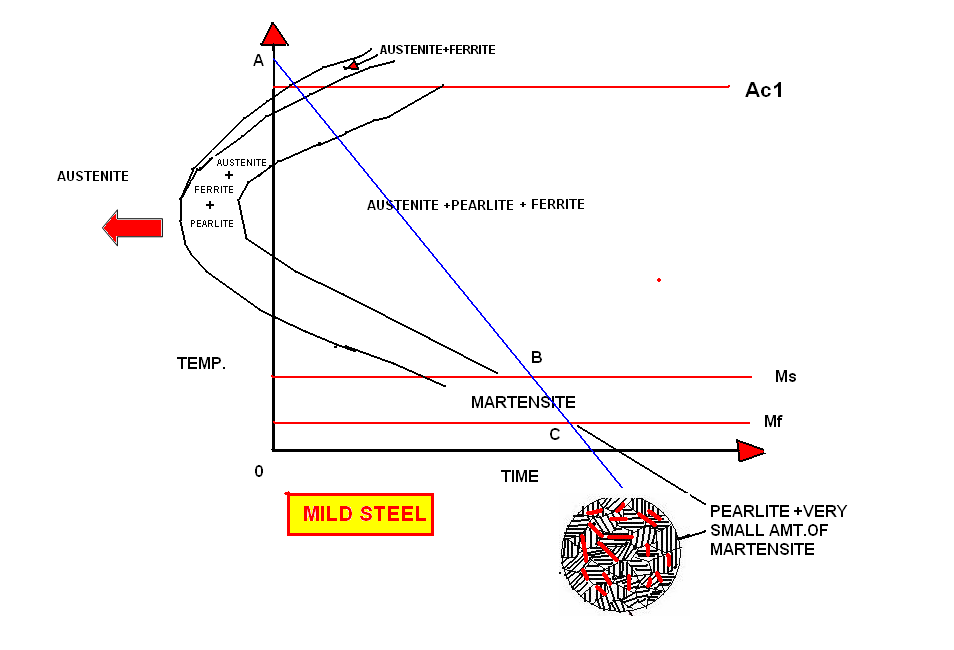 AUSTENITE+FERRITE
A
Ac1
AUSTENITE
+
FERRITE
+
PEARLITE
AUSTENITE
AUSTENITE +PEARLITE + FERRITE
B
TEMP.
Ms
MARTENSITE
Mf
C
0
TIME
MILD STEEL
PEARLITE +VERY
SMALL AMT.OF
MARTENSITE